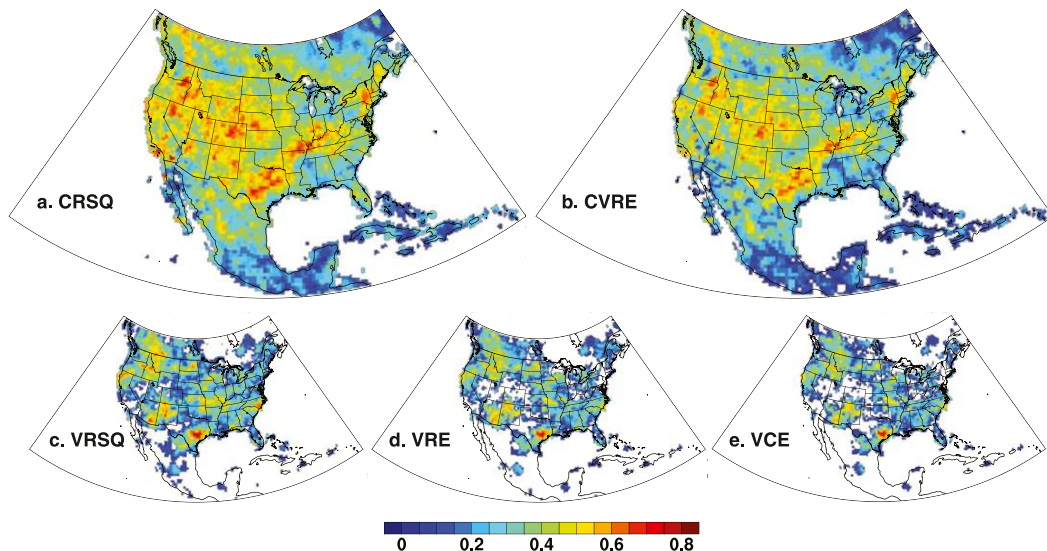 a. CRSQ
b. CVRE
c. VRSQ
d. VRE
e. VCE
0 0.2 0.4 0.6 0.8